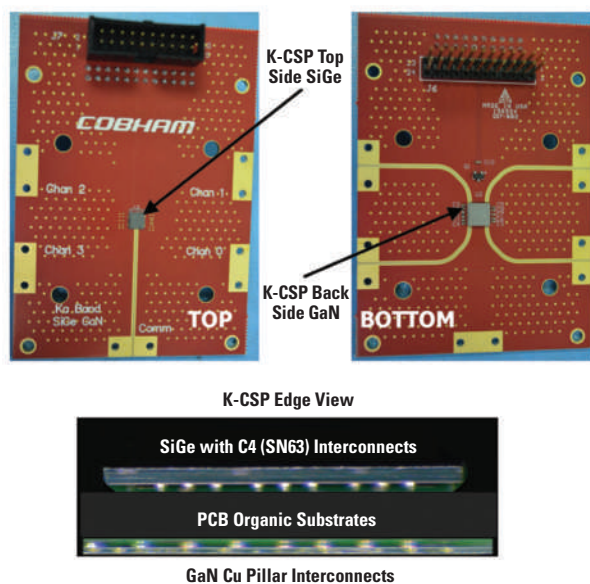 K-CSP Top
Side SiGe
J7
COBHAM
Chan 2
Chan 1
Chan 3
Chan 0
Ka Band
SiGe GaN
TOP
Comm
J6
MADE IN USA
K-CSP Back
Side GaN
BOTTOM
K-CSP Edge View
SiGe with C4 (SN63) Interconnects
PCB Organic Substrates
GaN Cu Pillar Interconnects